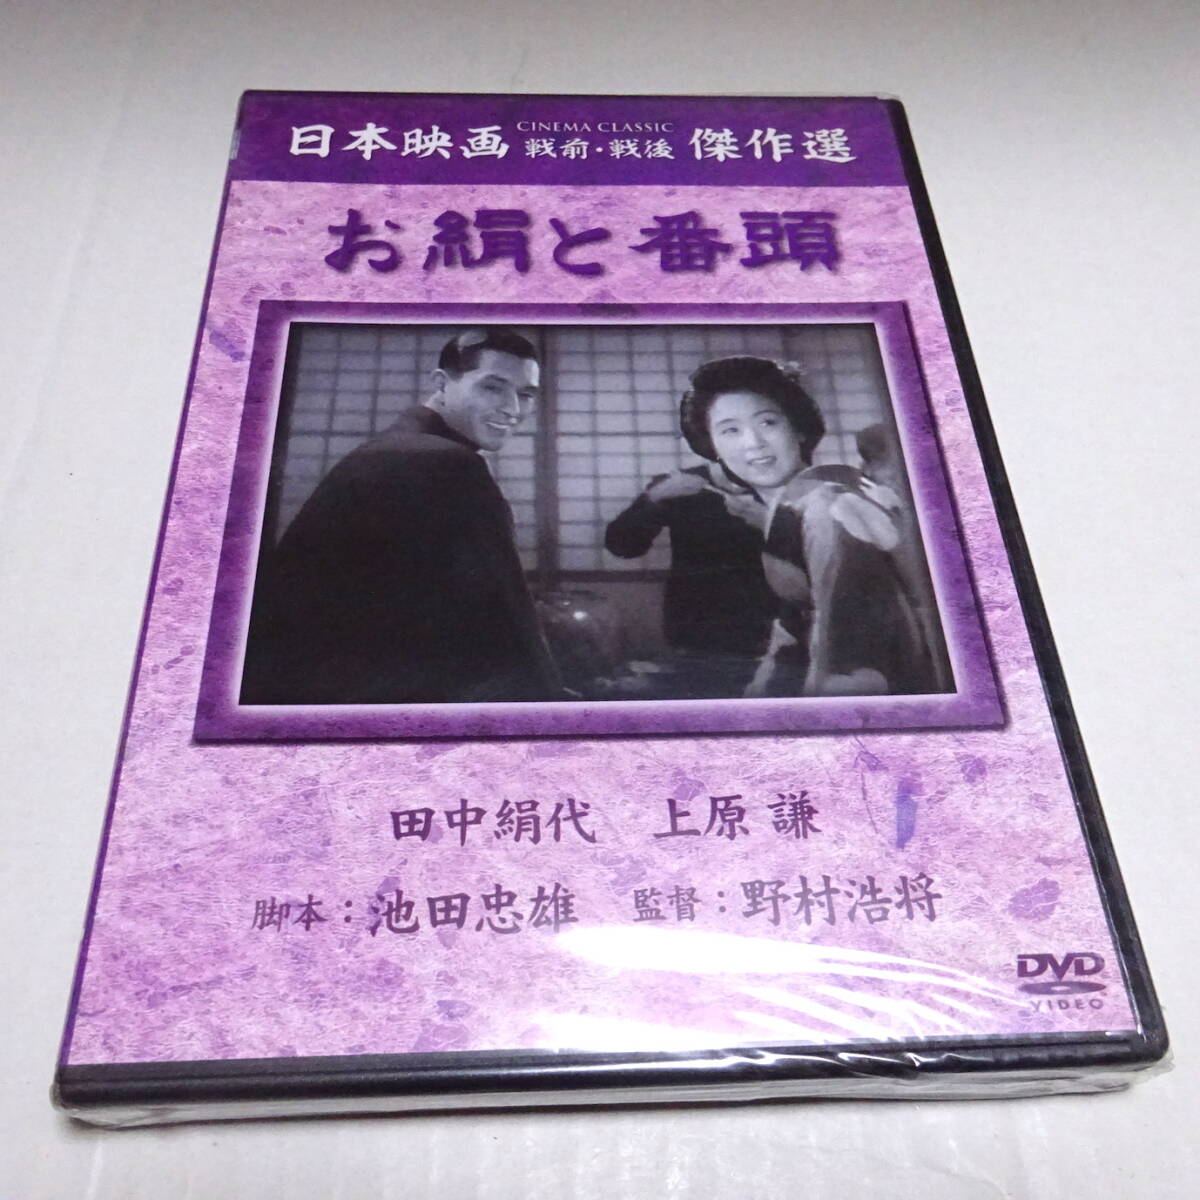 CINEMA CLASSIC
日本映画 戦前・戦後 傑作選
お絹と番頭
田中絹代 上原 謙
脚本：池田忠雄 監督：野村浩将
DVD
VIDEO